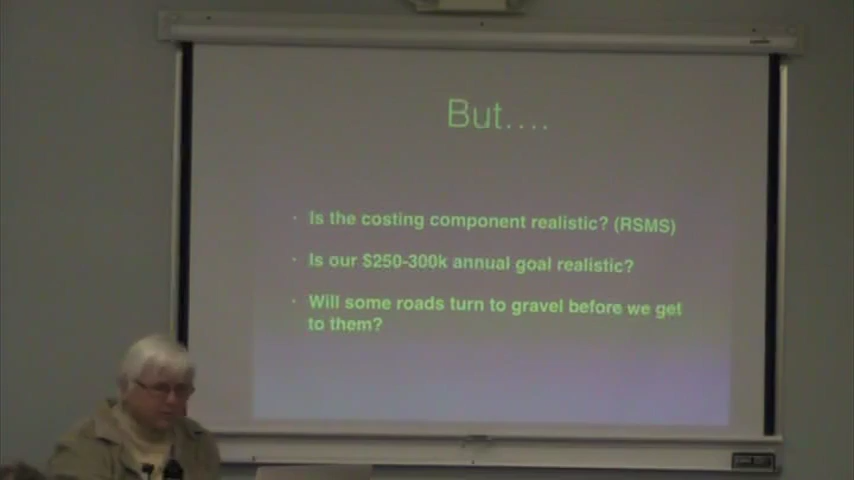 But....
· Is the costing component realistic? (RSMS)
· Is our $250-300k annual goal realistic?
· Will some roads turn to gravel before we get
to them?